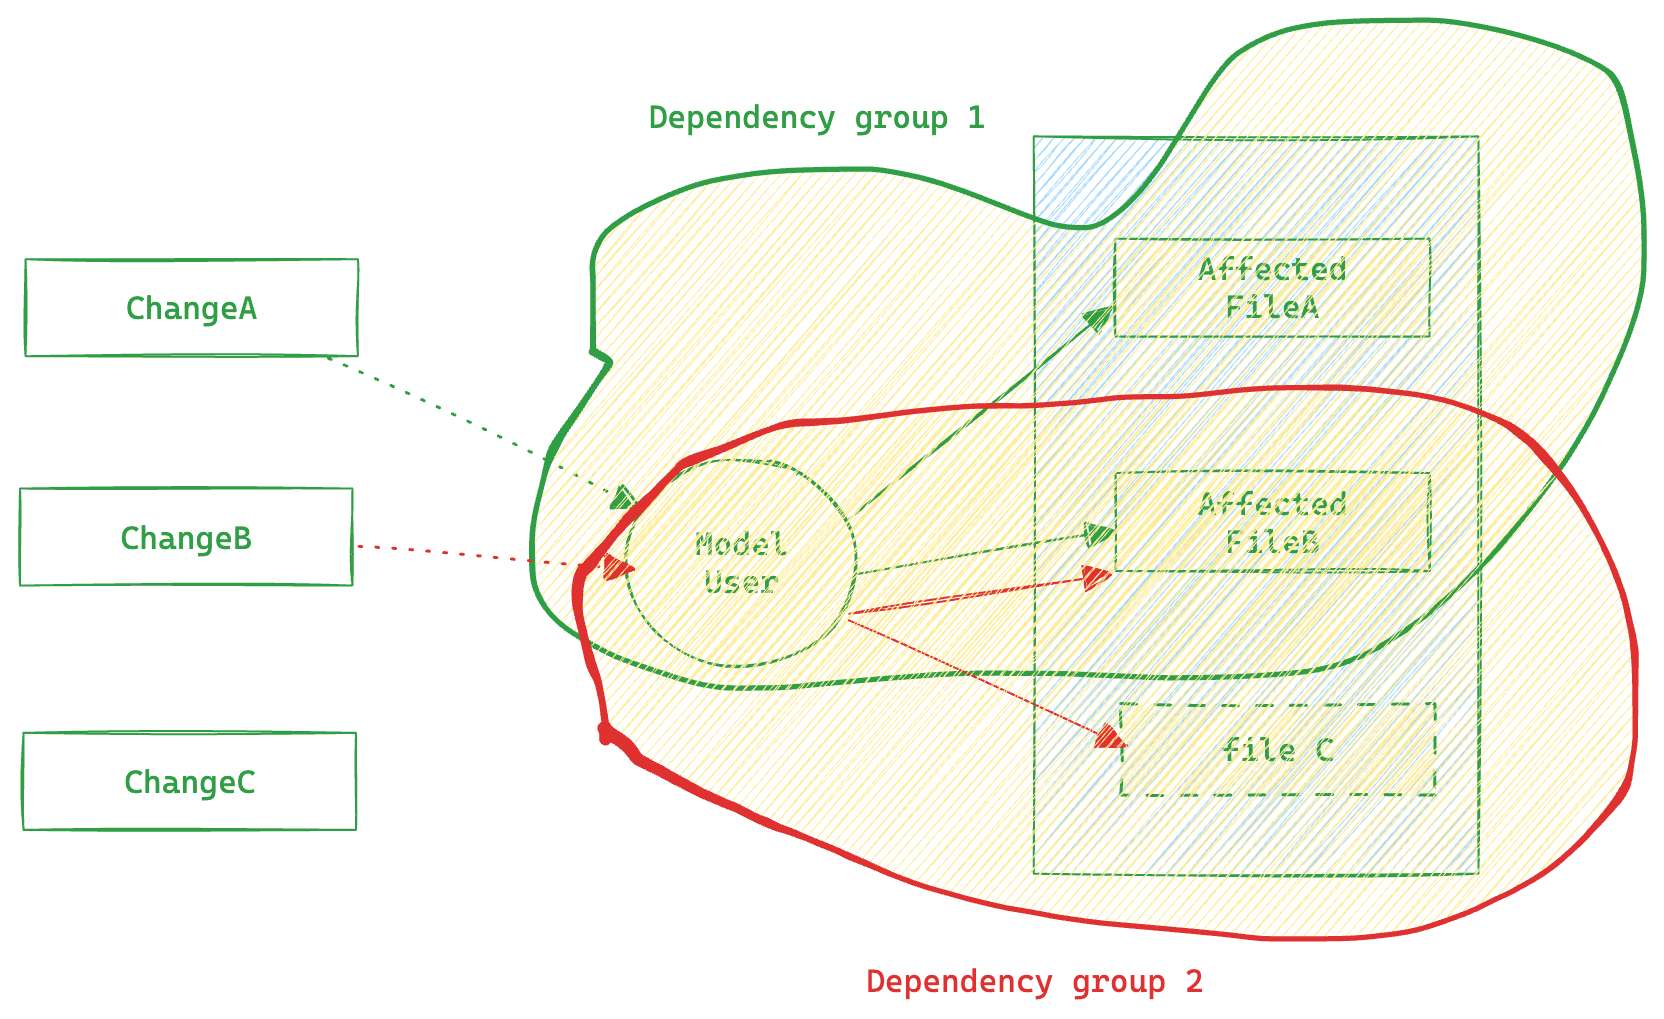 Dependency group 1
ChangeA
Affected
FileA
ChangeB
Model
User
Affected
FileB
ChangeC
file C
Dependency group 2